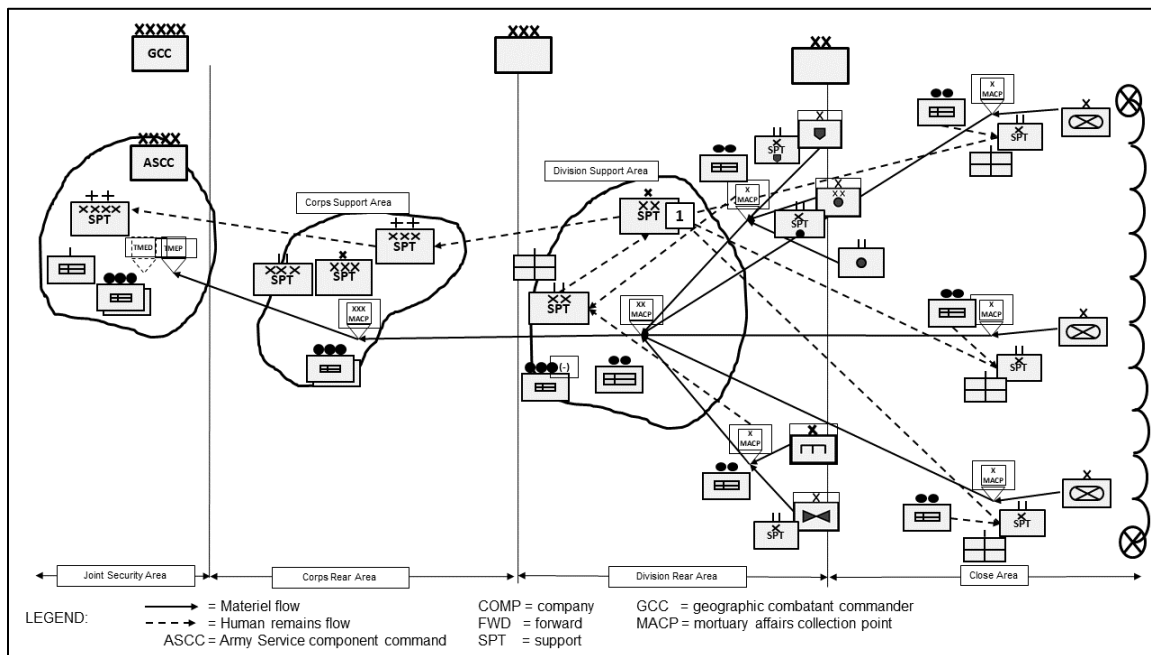 XXXXX
GCC
XXX
XX
XXXX
ASCC
++
XXXX
SPT
TMED
TMEP
Corps Support Area
++
XXX
SPT
XXX
SPT
X
XXX
SPT
XXX
MACP
Division Support Area
X
XX
SPT
1
XX
SPT
XX
MACP
(-)
X
SPT
X
MACP
X
X
XX
SPT
X
MACP
X
X
SPT
X
X
MACP
X
SPT
X
X
MACP
X
SPT
X
X
MACP
X
SPT
X
Joint Security Area
Corps Rear Area
Division Rear Area
Close Area
LEGEND:
= Materiel flow
= Human remains flow
ASCC = Army Service component command
COMP = company
FWD = forward
SPT = support
GCC = geographic combatant commander
MACP = mortuary affairs collection point